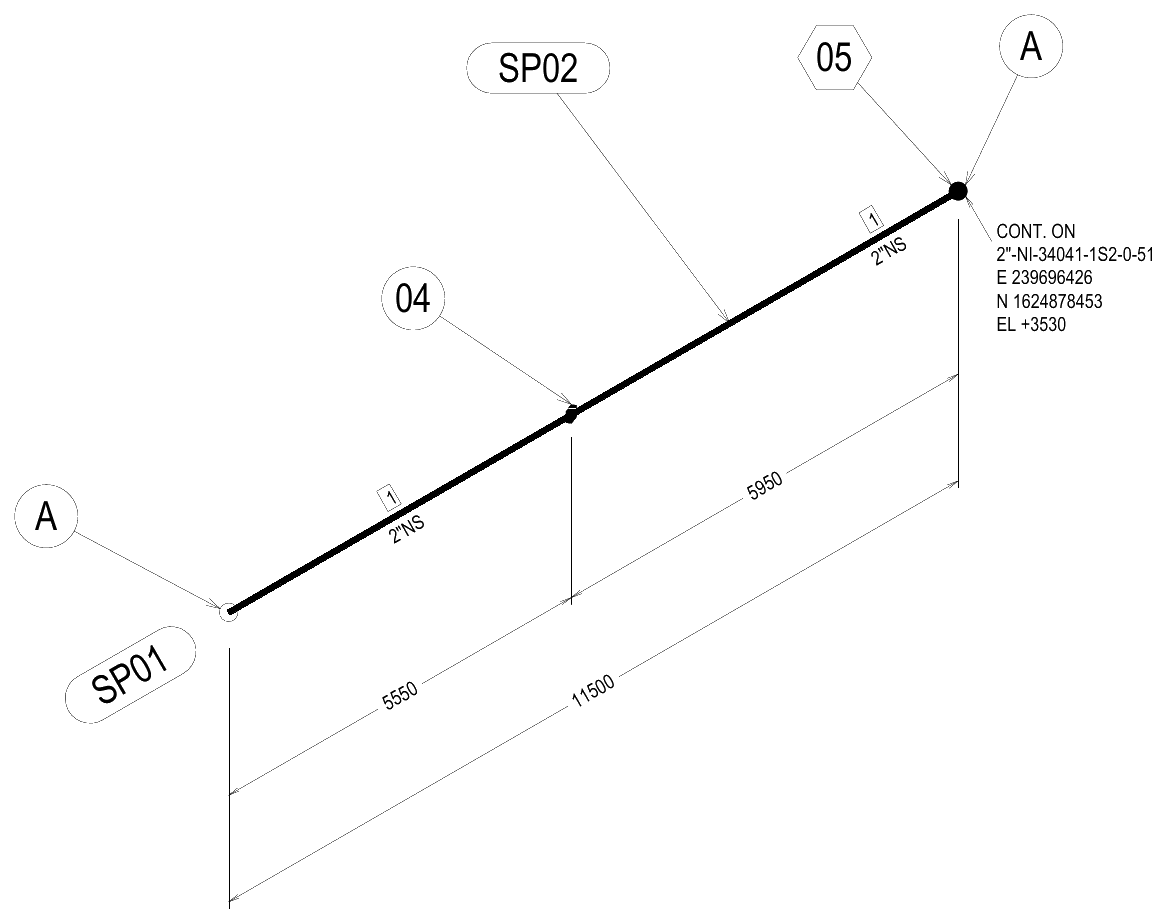 A
05
SP02
1
2"NS
CONT. ON
2"-NI-34041-1S2-0-51
E 239696426
N 1624878453
EL +3530
04
5950
1
2"NS
A
SP01
5550
11500